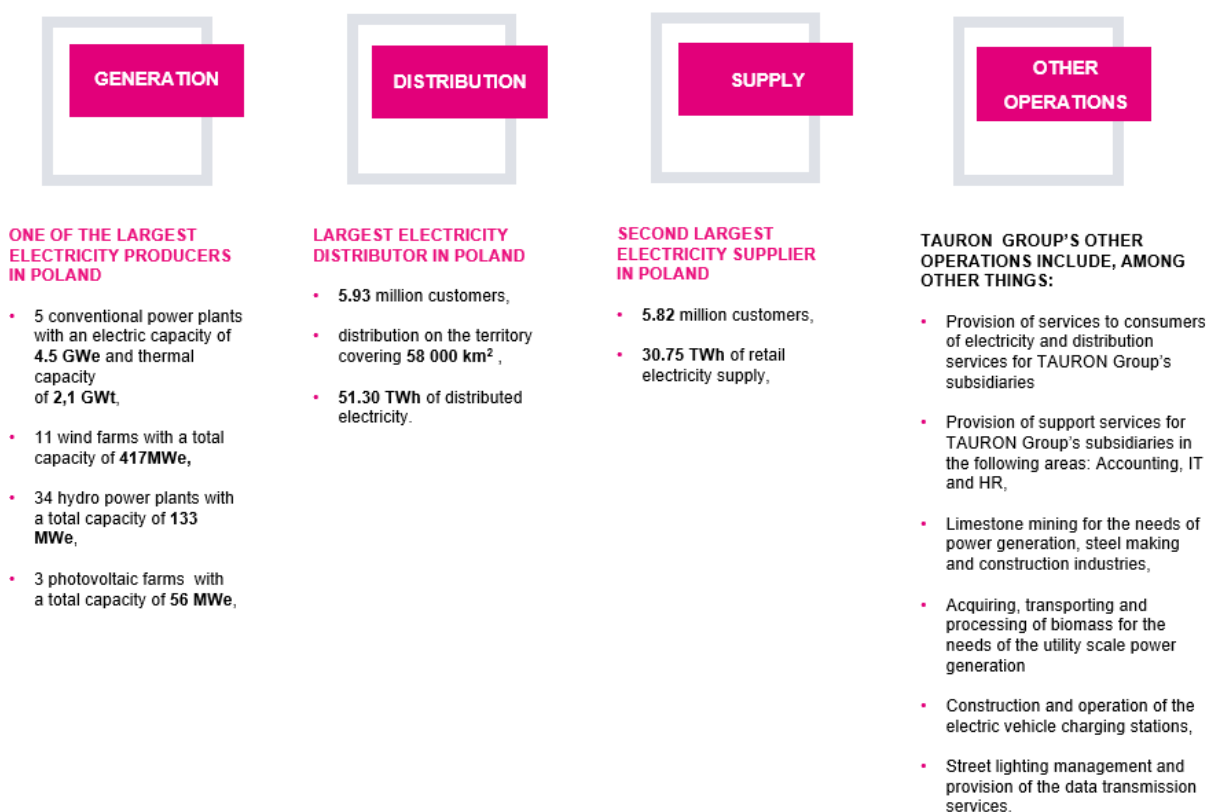 GENERATION
ONE OF THE LARGEST
ELECTRICITY PRODUCERS
IN POLAND
• 5 conventional power plants
with an electric capacity of
4.5 GWe and thermal
capacity
of 2,1 GWt,
• 11 wind farms with a total
capacity of 417MWe,
• 34 hydro power plants with
a total capacity of 133
MWe,
• 3 photovoltaic farms with
a total capacity of 56 MWe,
DISTRIBUTION
LARGEST ELECTRICITY
DISTRIBUTOR IN POLAND
• 5.93 million customers,
• distribution on the territory
covering 58 000 km² ,
• 51.30 TWh of distributed
electricity.
SUPPLY
SECOND LARGEST
ELECTRICITY SUPPLIER
IN POLAND
• 5.82 million customers,
• 30.75 TWh of retail
electricity supply,
OTHER
OPERATIONS
TAURON GROUP'S OTHER
OPERATIONS INCLUDE, AMONG
OTHER THINGS:
• Provision of services to consumers
of electricity and distribution
services for TAURON Group's
subsidiaries
• Provision of support services for
TAURON Group's subsidiaries in
the following areas: Accounting, IT
and HR,
• Limestone mining for the needs of
power generation, steel making
and construction industries,
• Acquiring, transporting and
processing of biomass for the
needs of the utility scale power
generation
• Construction and operation of the
electric vehicle charging stations,
• Street lighting management and
provision of the data transmission
services.